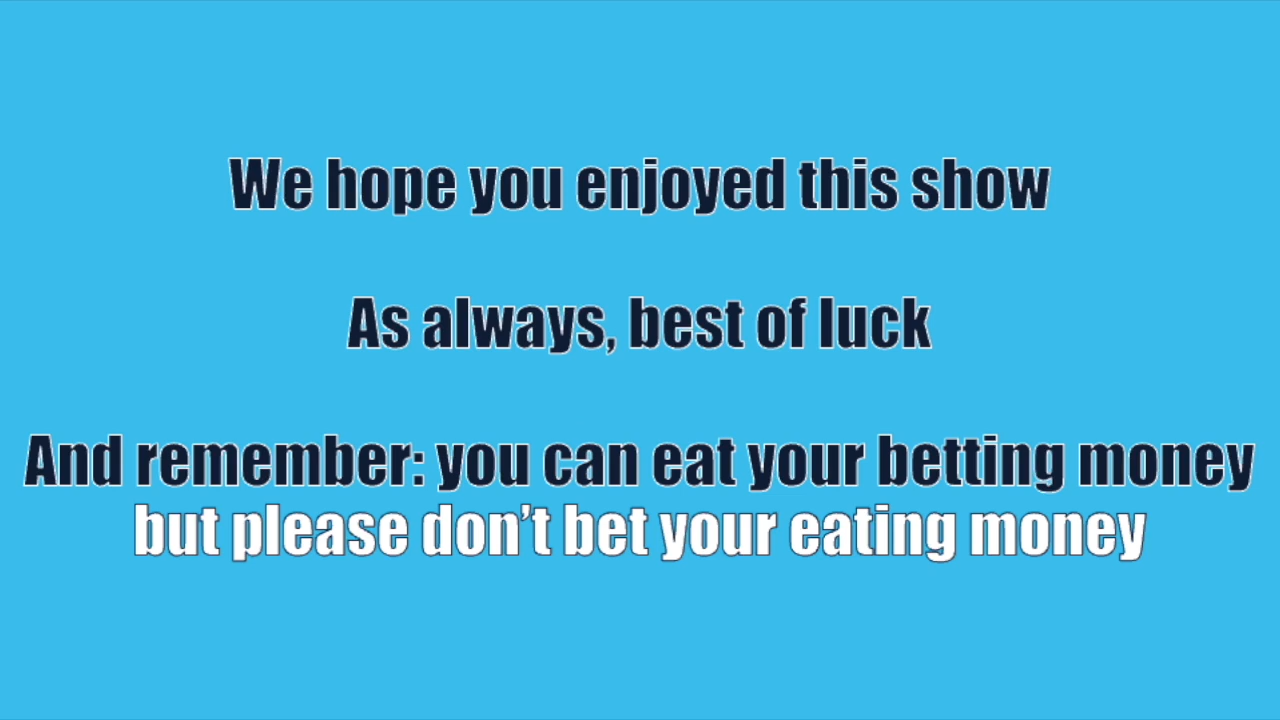 We hope you enjoyed this show
As always, best of luck
And remember: you can eat your betting money
but please don’t bet your eating money